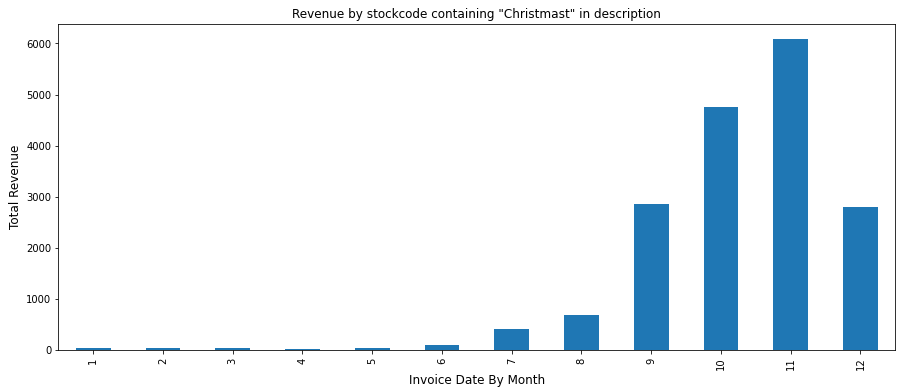 Revenue by stockcode containing "Christmast" in description
Total Revenue
6000
5000
4000
3000
2000
1000
0
1 2 3 4 5 6 7 8 9 10 11 12
Invoice Date By Month